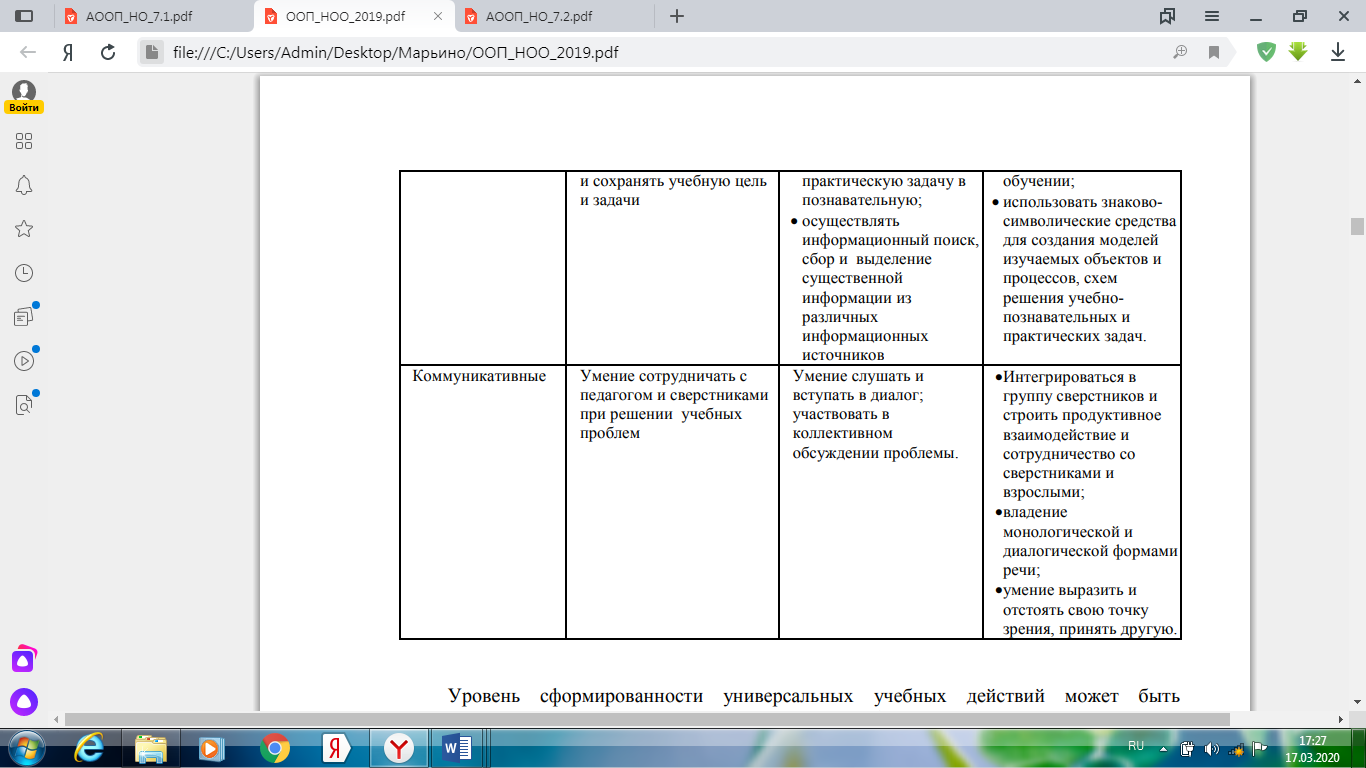 АООП_НО_7.1.pdf
ООП_НОО_2019.pdf
АООП_НО_7.2.pdf
Я
file:///C:/Users/Admin/Desktop/Марьино/ООП_НОО_2019.pdf
Войти
и сохранять учебную цель
и задачи
практическую задачу в
познавательную;
• осуществлять
информационный поиск,
сбор и выделение
существенной
информации из
различных
информационных
источников
обучении;
• использовать знаково-
символические средства
для создания моделей
изучаемых объектов и
процессов, схем
решения учебно-
познавательных и
практических задач.
Коммуникативные
Умение сотрудничать с
педагогом и сверстниками
при решении учебных
проблем
Умение слушать и
вступать в диалог;
участвовать в
коллективном
обсуждении проблемы.
•Интегрироваться в
группу сверстников и
строить продуктивное
взаимодействие и
сотрудничество со
сверстниками и
взрослыми;
•владение
монологической и
диалогической формами
речи;
•умение выразить и
отстоять свою точку
зрения, принять другую.
Уровень сформированности универсальных учебных действий может быть
RU
17:27
17.03.2020